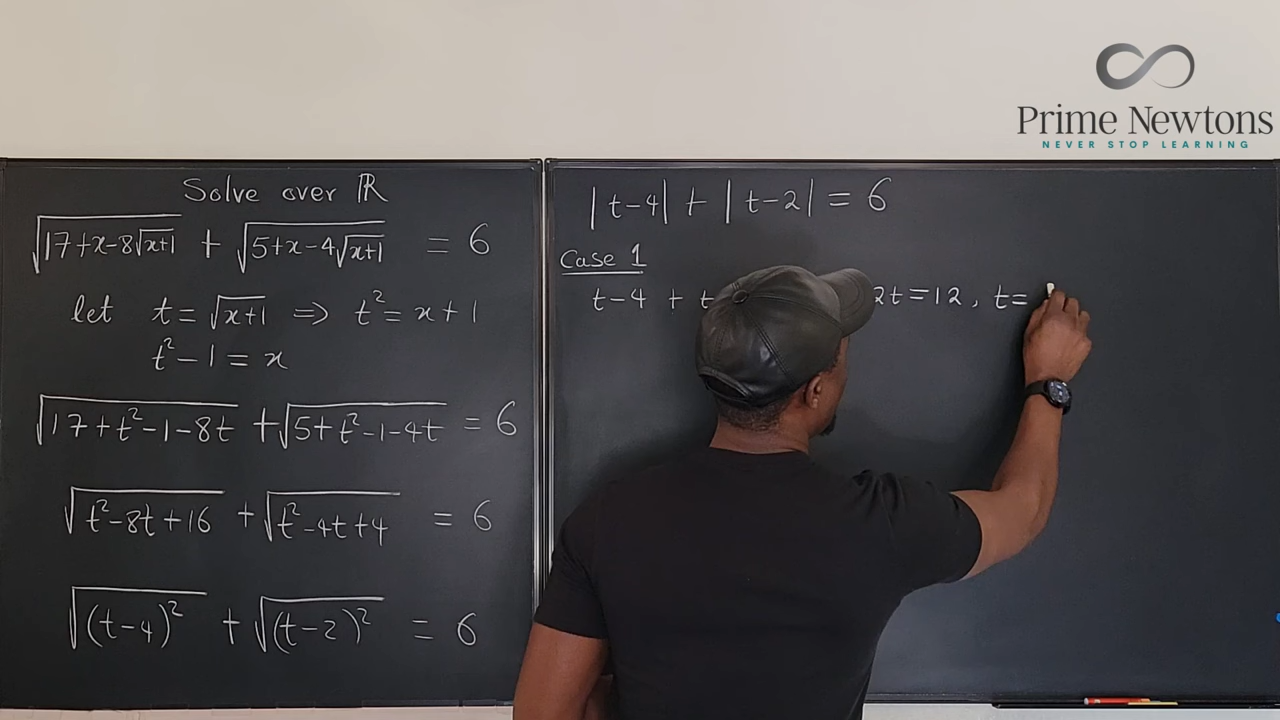 Prime Newtons
NEVER STOP LEARNING
Solve over ℝ
√(17+x-8√(x+1)) + √(5+x-4√(x+1)) = 6
let t = √(x+1) ⇒ t² = x+1
t² - 1 = x
√(17+t²-1-8t) + √(5+t²-1-4t) = 6
√(t²-8t+16) + √(t²-4t+4) = 6
√((t-4)²) + √((t-2)²) = 6
|t-4| + |t-2| = 6
Case 1
t-4 + t 2t=12, t=